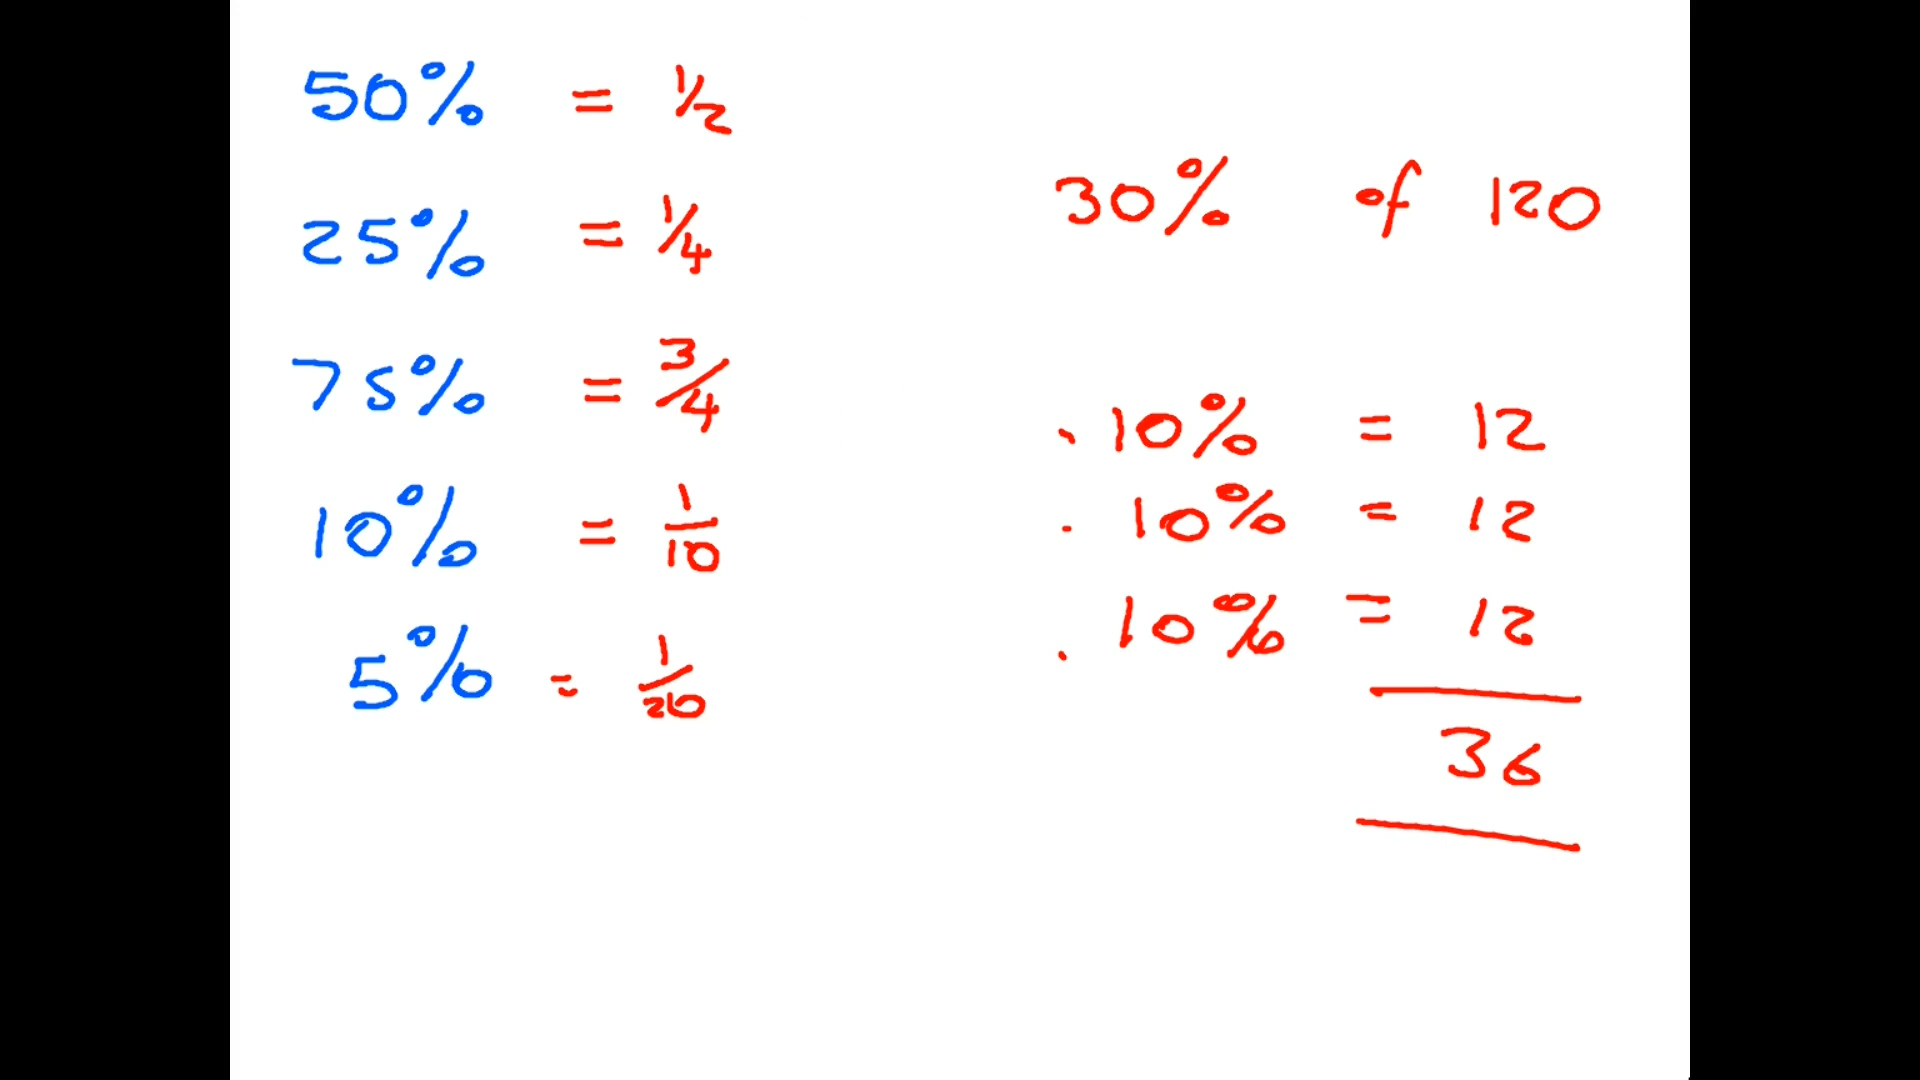 50% = 1/2
25% = 1/4
75% = 3/4
10% = 1/10
5% = 1/20
30% of 120
. 10% = 12
. 10% = 12
. 10% = 12
36